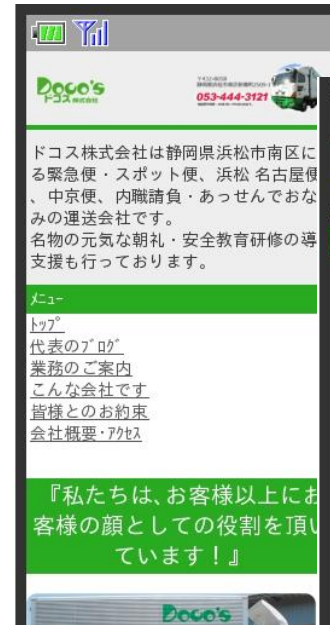 Doco's
ドコス株式会社
053-444-3121
ドコス株式会社は静岡県浜松市南区に
る緊急便・スポット便、浜松 名古屋便
、中京便、内職請負・あっせんでおな
みの運送会社です。
名物の元気な朝礼・安全教育研修の導
支援も行っております。
ﾒﾆｭｰ
ﾄｯﾌﾟ
代表のﾌﾞﾛｸﾞ
業務のご案内
こんな会社です
皆様とのお約束
会社概要･ｱｸｾｽ
『私たちは､お客様以上にお
客様の顔としての役割を頂い
ています！』
Doco's